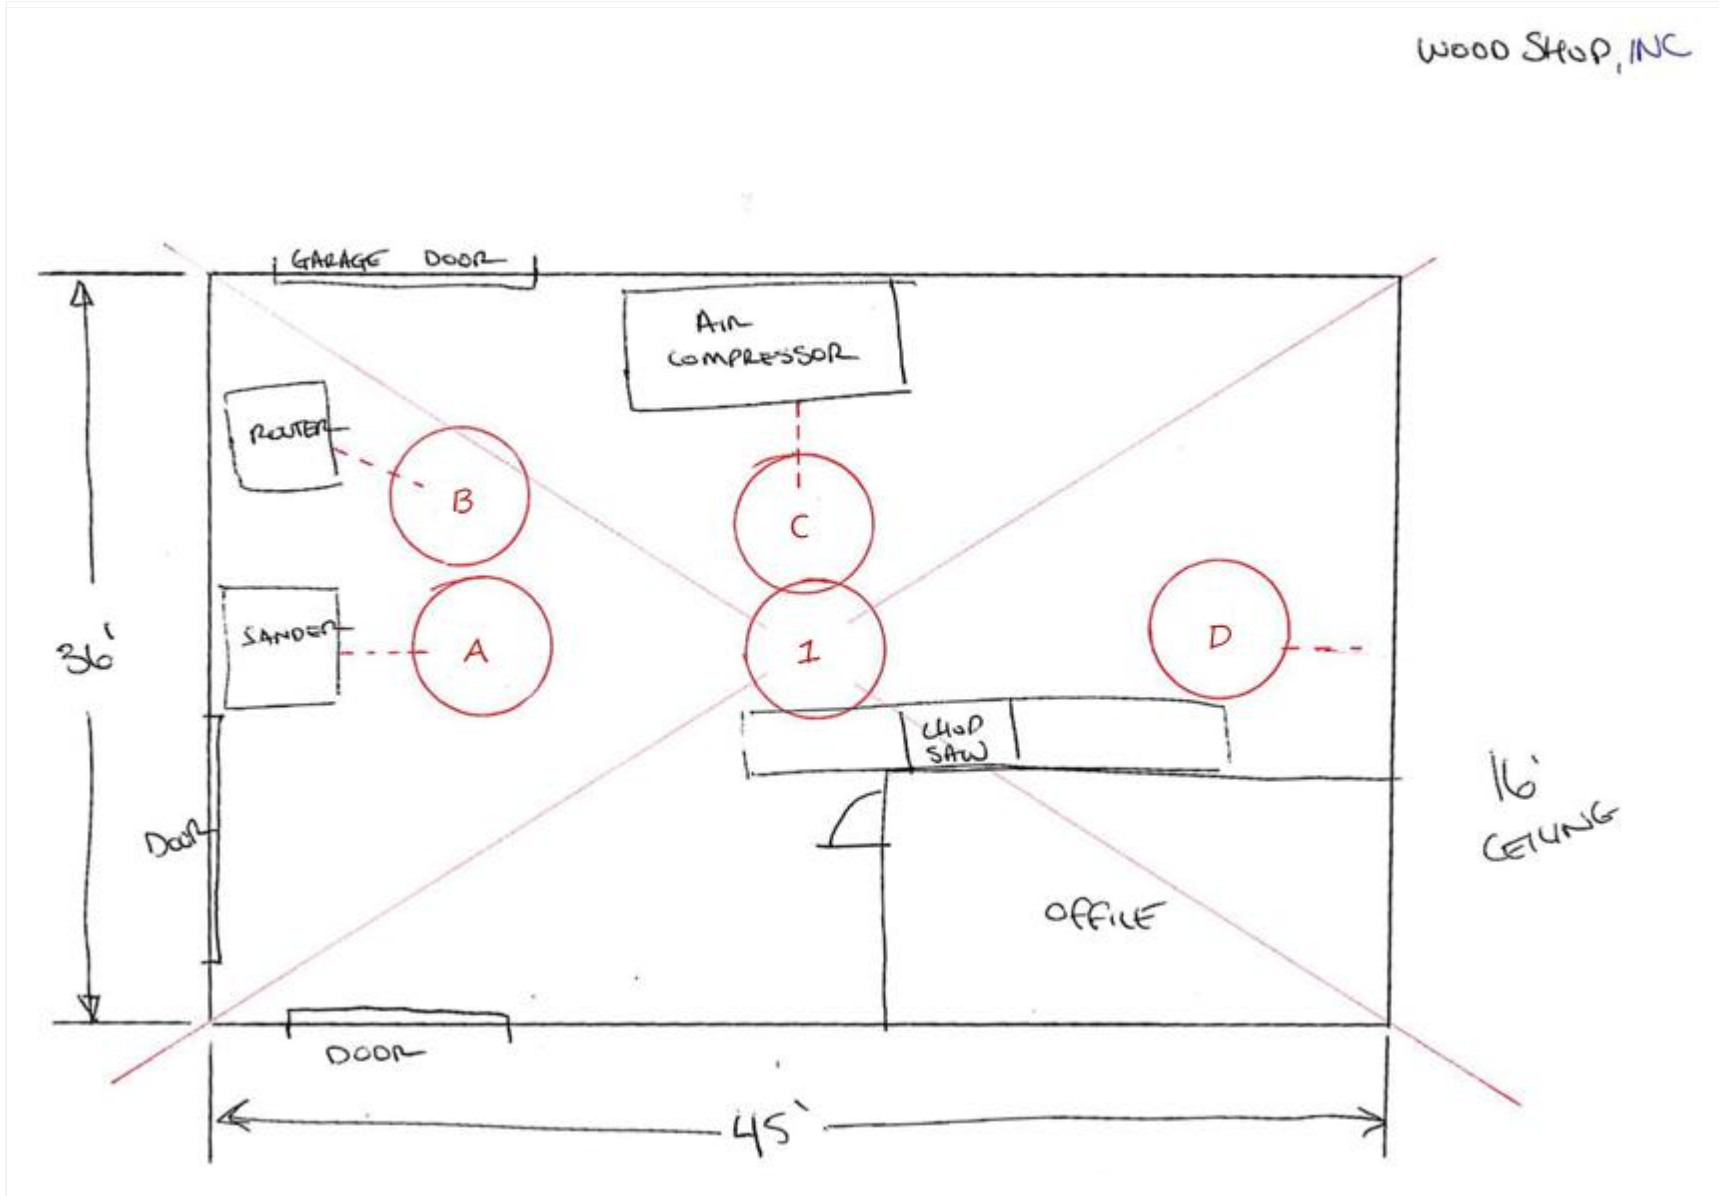 WOOD SHOP, INC
GARAGE DOOR
AIR
COMPRESSOR
ROUTER
B
C
SANDER
A
1
D
36'
CHOP
SAW
16'
CEILING
DOOR
OFFICE
DOOR
45'